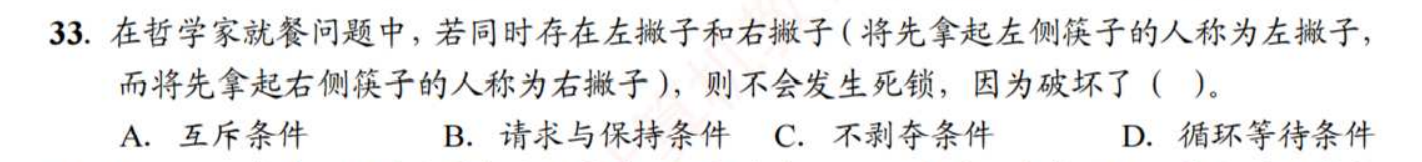 33. 在哲学家就餐问题中，若同时存在左撇子和右撇子（将先拿起左侧筷子的人称为左撇子，
而将先拿起右侧筷子的人称为右撇子），则不会发生死锁，因为破坏了（ ）。
A. 互斥条件 B. 请求与保持条件 C. 不剥夺条件 D. 循环等待条件